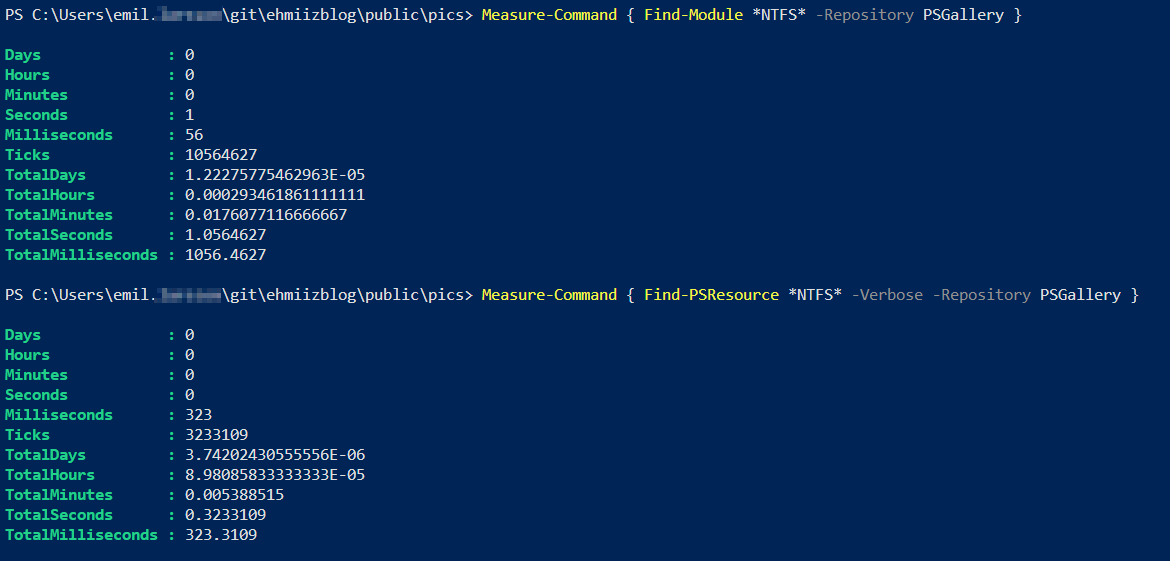 PS C:\Users\emil.\git\ehmiizblog\public\pics> Measure-Command { Find-Module *NTFS* -Repository PSGallery }
Days              : 0
Hours             : 0
Minutes           : 0
Seconds           : 1
Milliseconds      : 56
Ticks             : 10564627
TotalDays         : 1.22275775462963E-05
TotalHours        : 0.000293461861111111
TotalMinutes      : 0.0176077116666667
TotalSeconds      : 1.0564627
TotalMilliseconds : 1056.4627
PS C:\Users\emil.\git\ehmiizblog\public\pics> Measure-Command { Find-PSResource *NTFS* -Verbose -Repository PSGallery }
Days              : 0
Hours             : 0
Minutes           : 0
Seconds           : 0
Milliseconds      : 323
Ticks             : 3233109
TotalDays         : 3.74202430555556E-06
TotalHours        : 8.98085833333333E-05
TotalMinutes      : 0.005388515
TotalSeconds      : 0.3233109
TotalMilliseconds : 323.3109